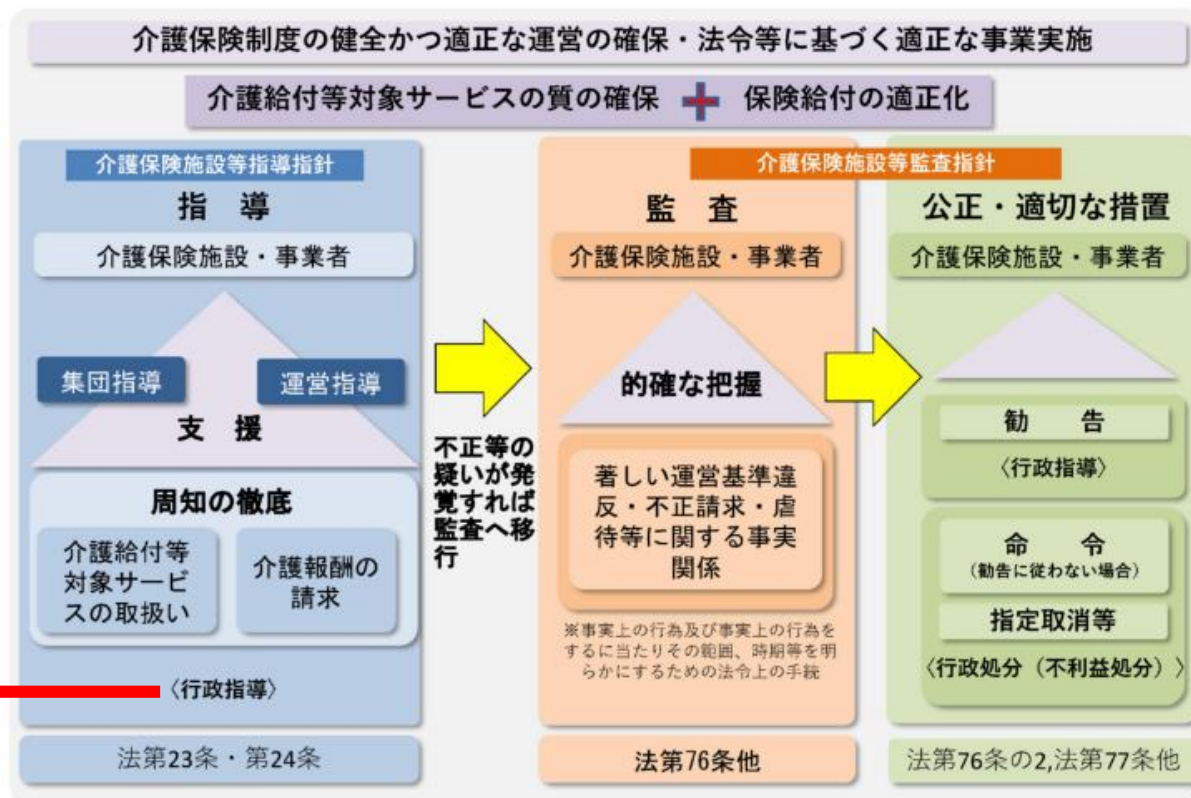 介護保険制度の健全かつ適正な運営の確保・法令等に基づく適正な事業実施
介護給付等対象サービスの質の確保 ✚ 保険給付の適正化
介護保険施設等指導指針
指 導
介護保険施設・事業者
集団指導
運営指導
支 援
周知の徹底
介護給付等
対象サービ
スの取扱い
介護報酬の
請求
〈行政指導〉
法第23条・第24条
不正等の
疑いが発
覚すれば
監査へ移
行
介護保険施設等監査指針
監 査
介護保険施設・事業者
的確な把握
著しい運営基準違
反・不正請求・虐
待等に関する事実
関係
※事実上の行為及び事実上の行為を
するに当たりその範囲、時期等を明
らかにするための法令上の手続
法第76条他
公正・適切な措置
介護保険施設・事業者
勧 告
〈行政指導〉
命 令
(勧告に従わない場合)
指定取消等
〈行政処分(不利益処分)〉
法第76条の2,法第77条他